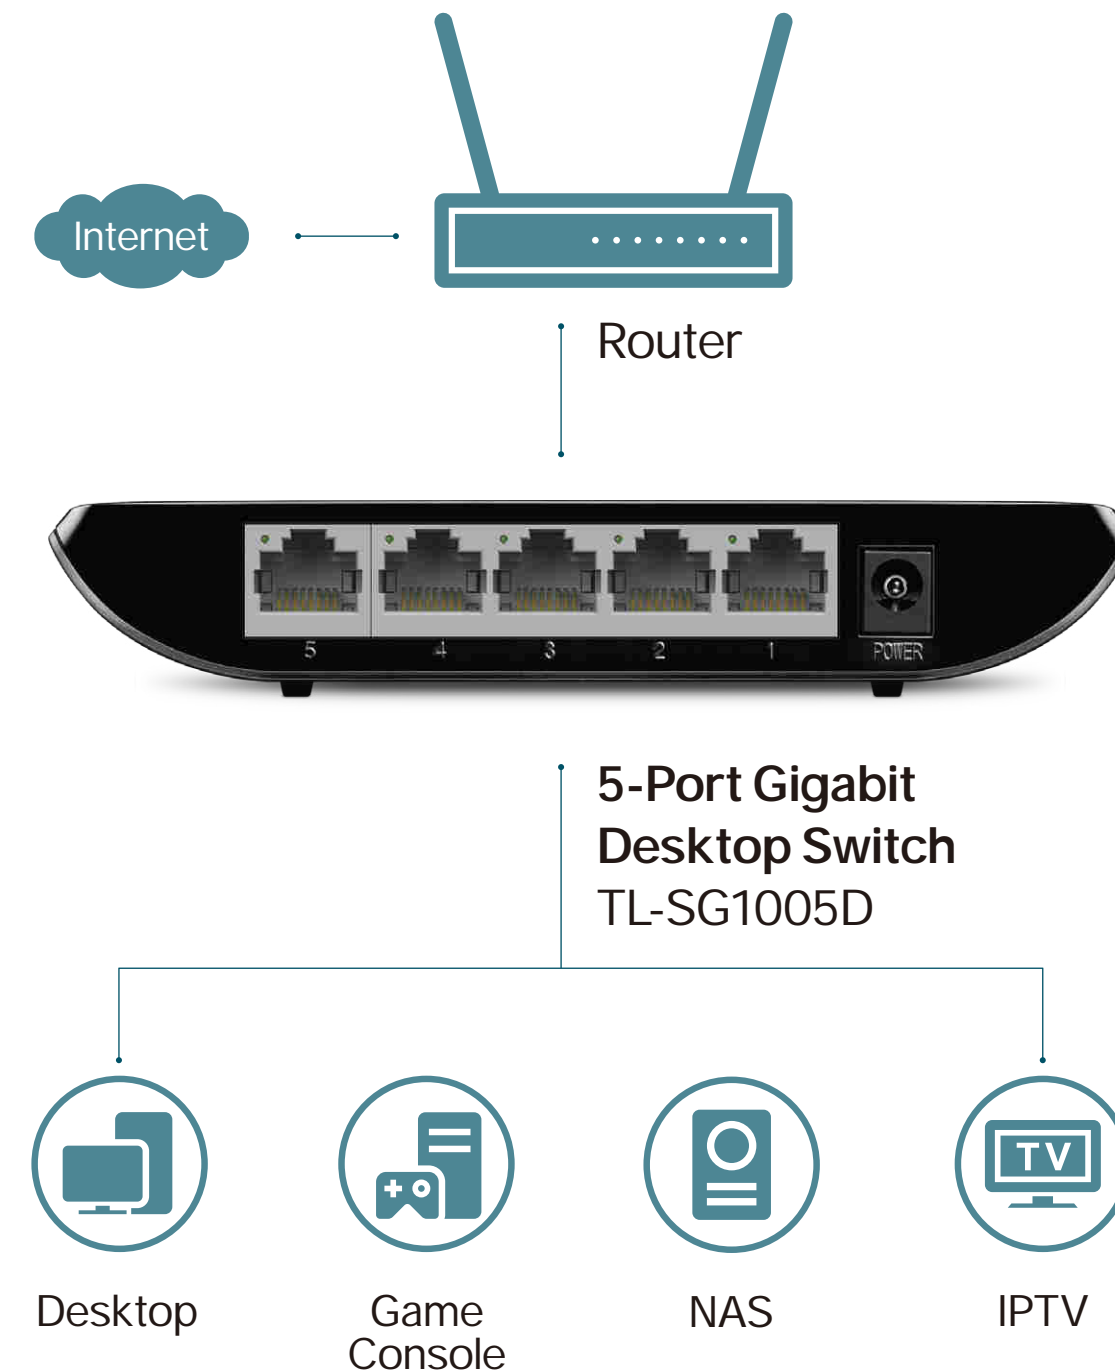 Internet
Router
5 4 3 2 1 POWER
5-Port Gigabit
Desktop Switch
TL-SG1005D
TV
Desktop
Game
Console
NAS
IPTV